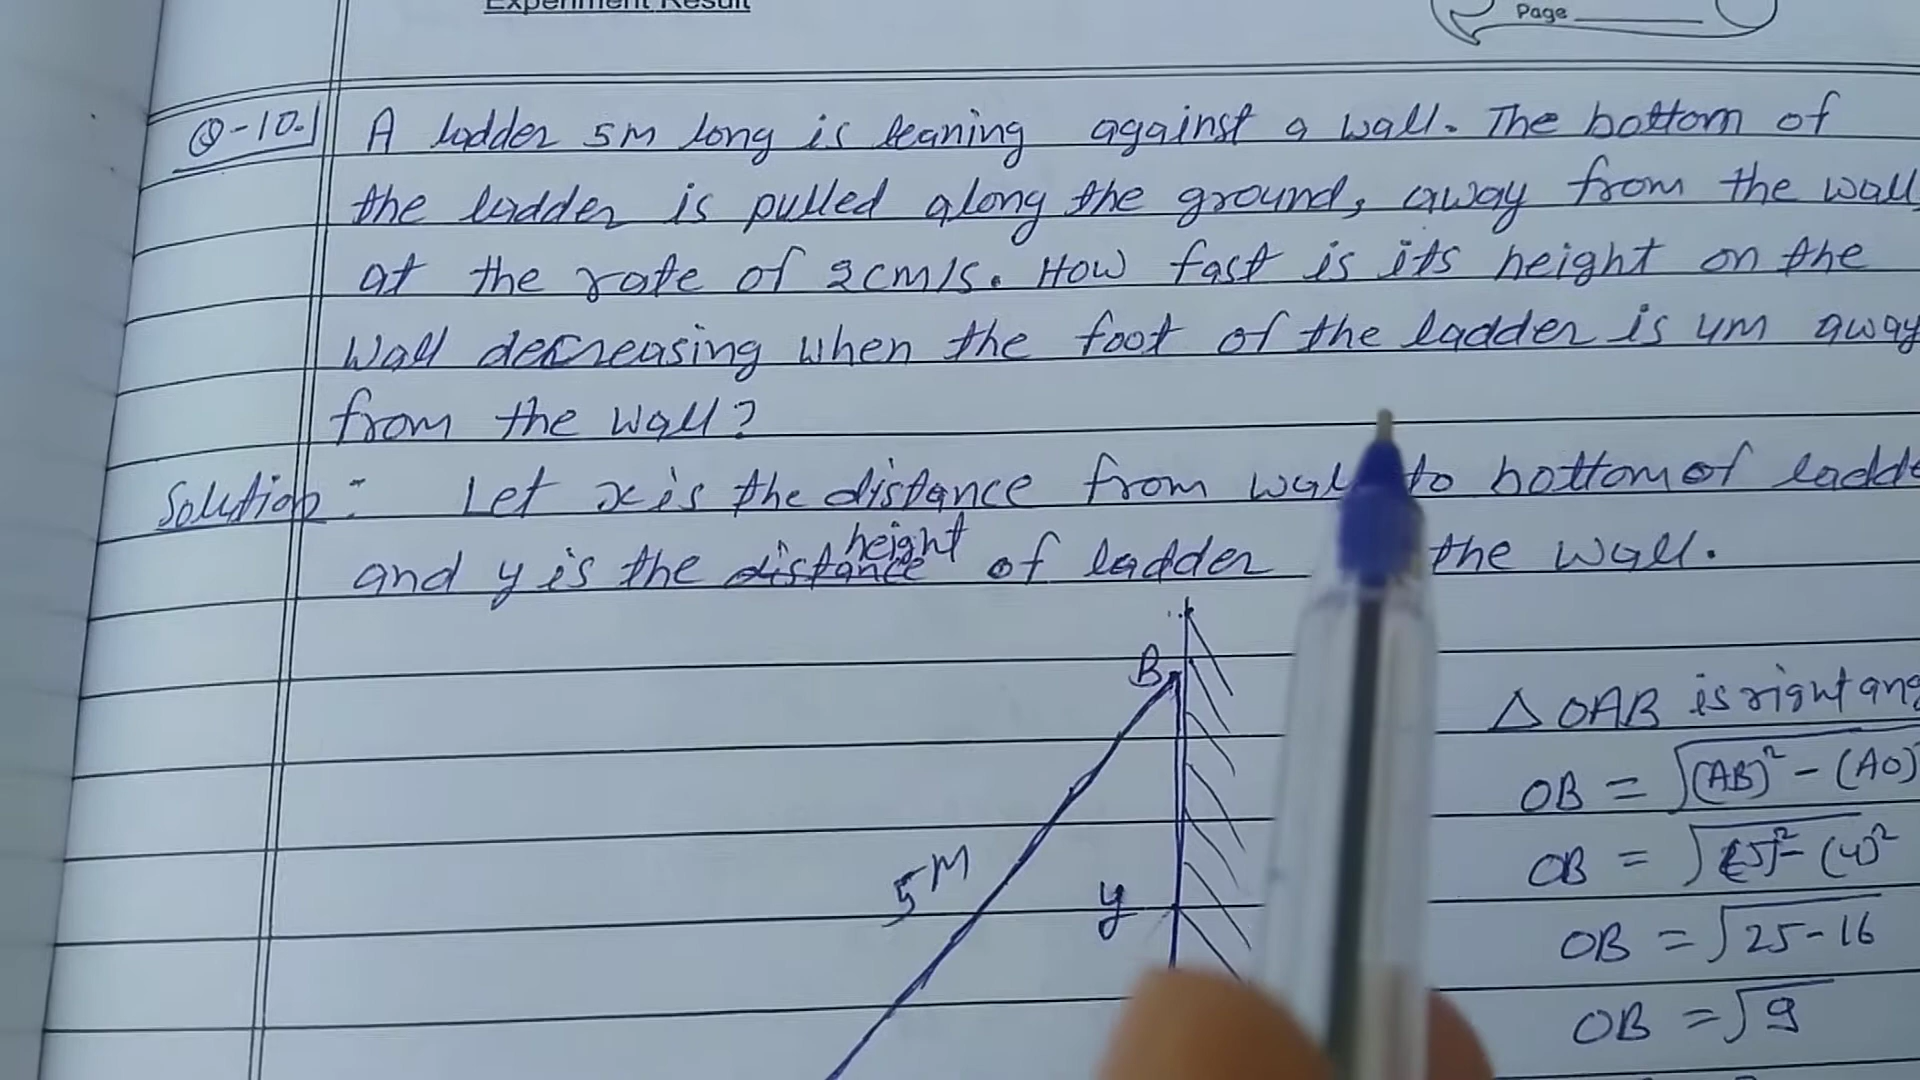 Experiment Result
Page
Q-10.
A ladder 5M long is leaning against a wall. The bottom of
the ladder is pulled along the ground, away from the wall,
at the rate of 2cm/s. How fast is its height on the
Wall decreasing when the foot of the ladder is 4m away
from the wall?
Solution: Let x is the distance from wall to bottom of
and y is the distance height of ladder the wall.
B
5M
y
△OAB is right
OB = √(AB)² - (AO)
OB = √(5)² - (4)²
OB = √25-16
OB = √9